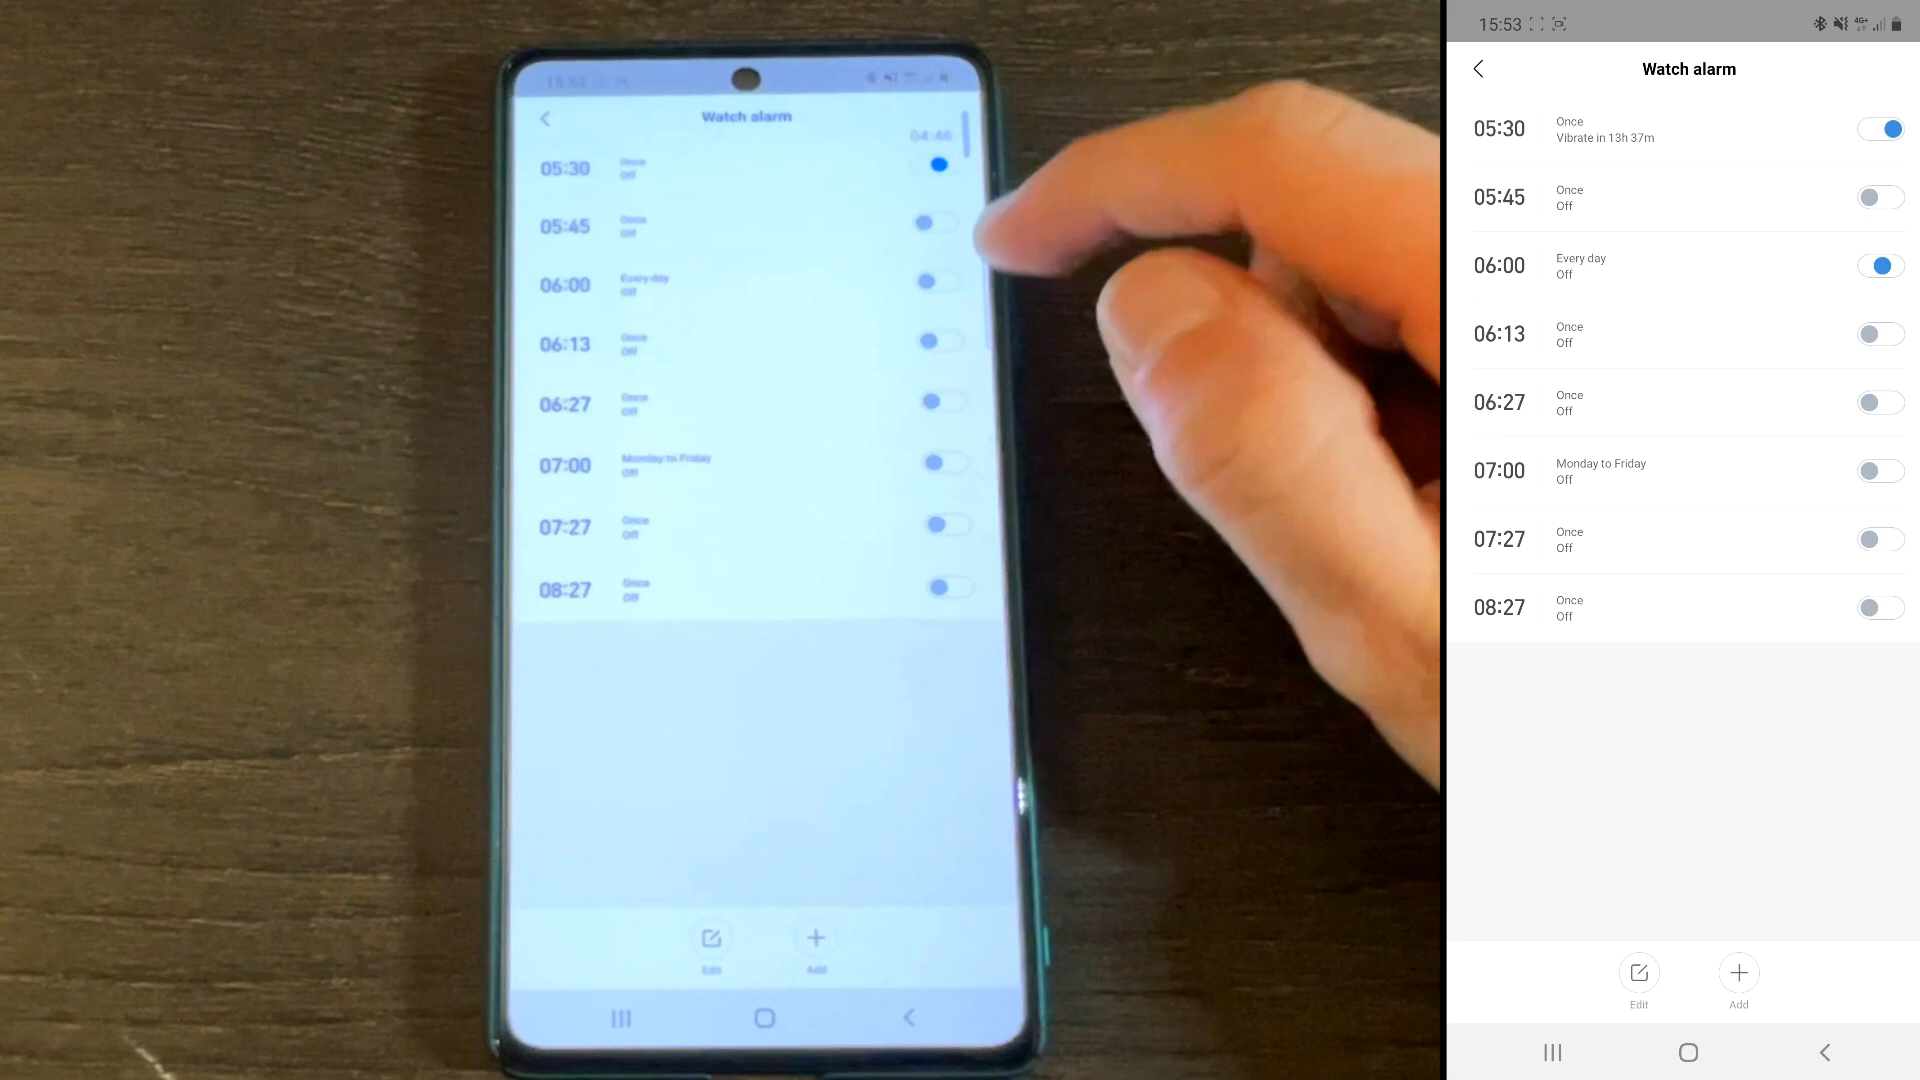 Watch alarm
04:46
05:30 Once
Off
05:45 Once
Off
06:00 Every day
Off
06:13 Once
Off
06:27 Once
Off
07:00 Monday to Friday
Off
07:27 Once
Off
08:27 Once
Off
Edit Add
15:53 4G+
Watch alarm
05:30 Once
Vibrate in 13h 37m
05:45 Once
Off
06:00 Every day
Off
06:13 Once
Off
06:27 Once
Off
07:00 Monday to Friday
Off
07:27 Once
Off
08:27 Once
Off
Edit Add